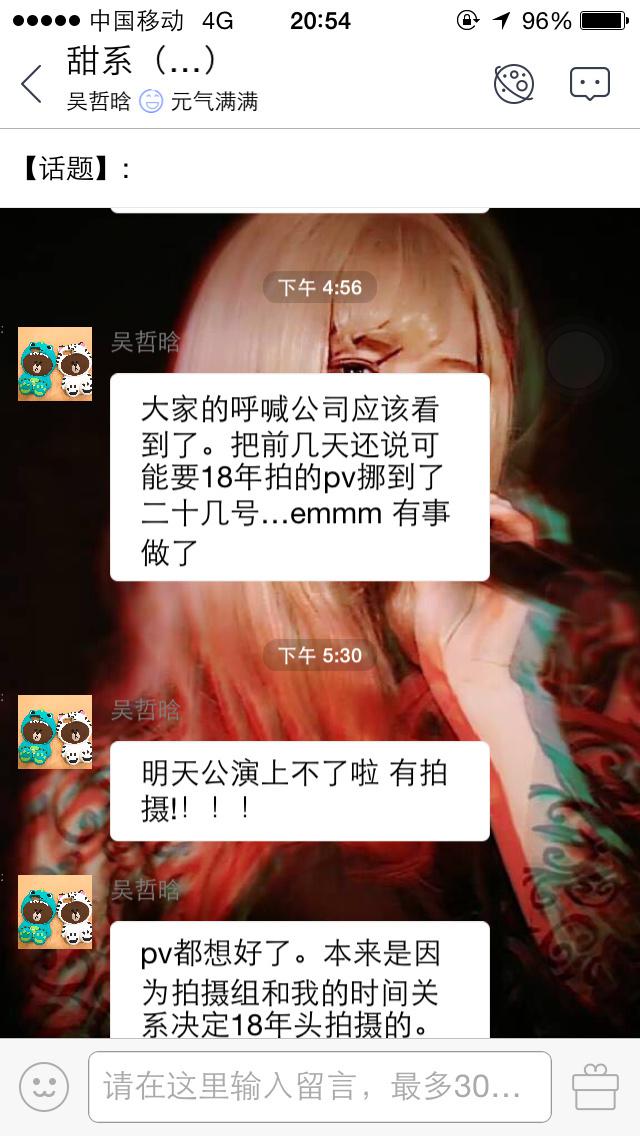 中国移动 4G 20:54 96%
甜系（...）
吴哲晗 元气满满
【话题】:
下午 4:56
吴哲晗
大家的呼喊公司应该看
到了。把前几天还说可
能要18年拍的pv挪到了
二十几号...emmm 有事
做了
下午 5:30
吴哲晗
明天公演上不了啦 有拍
摄!！！！
吴哲晗
pv都想好了。本来是因
为拍摄组和我的时间关
系决定18年头拍摄的。
请在这里输入留言，最多30...